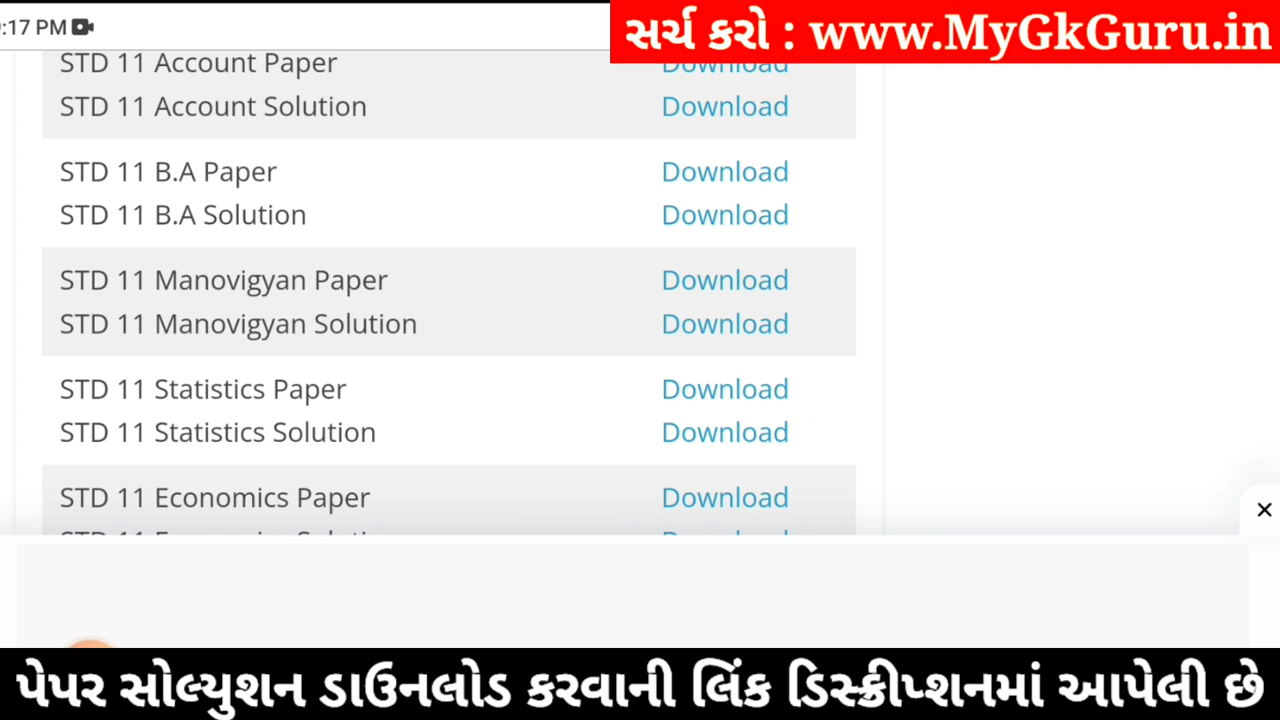 :17 PM
સર્ચ કરો : www.MyGkGuru.in
STD 11 Account Paper Download
STD 11 Account Solution Download
STD 11 B.A Paper Download
STD 11 B.A Solution Download
STD 11 Manovigyan Paper Download
STD 11 Manovigyan Solution Download
STD 11 Statistics Paper Download
STD 11 Statistics Solution Download
STD 11 Economics Paper Download
પેપર સોલ્યુશન ડાઉનલોડ કરવાની લિંક ડિસ્ક્રીપ્શનમાં આપેલી છે